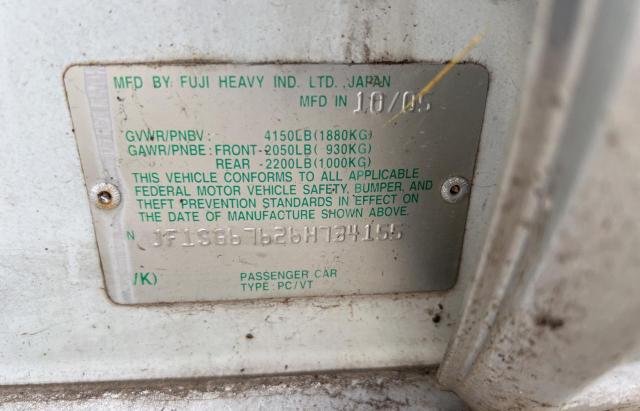 MFD BY FUJI HEAVY IND. LTD., JAPAN
MFD IN 10/05
GVWR/PNBV: 4150LB(1880KG)
GAWR/PNBE: FRONT-2050LB( 930KG)
REAR -2200LB(1000KG)
THIS VEHICLE CONFORMS TO ALL APPLICABLE
FEDERAL MOTOR VEHICLE SAFETY, BUMPER, AND
THEFT PREVENTION STANDARDS IN EFFECT ON
THE DATE OF MANUFACTURE SHOWN ABOVE.
N JF1SG67626H734155
/K) PASSENGER CAR
TYPE: PC/VT